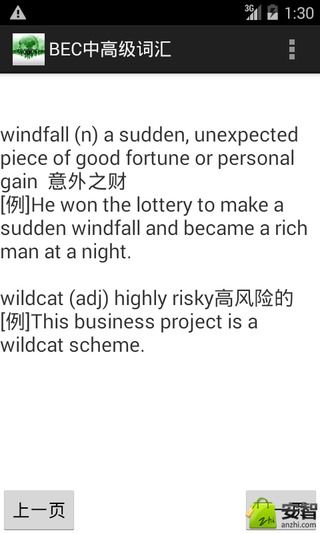 3G 1:30
BEC中高级词汇
windfall (n) a sudden, unexpected
piece of good fortune or personal
gain 意外之财
[例]He won the lottery to make a
sudden windfall and became a rich
man at a night.
wildcat (adj) highly risky高风险的
[例]This business project is a
wildcat scheme.
上一页
安智
anzhi.com